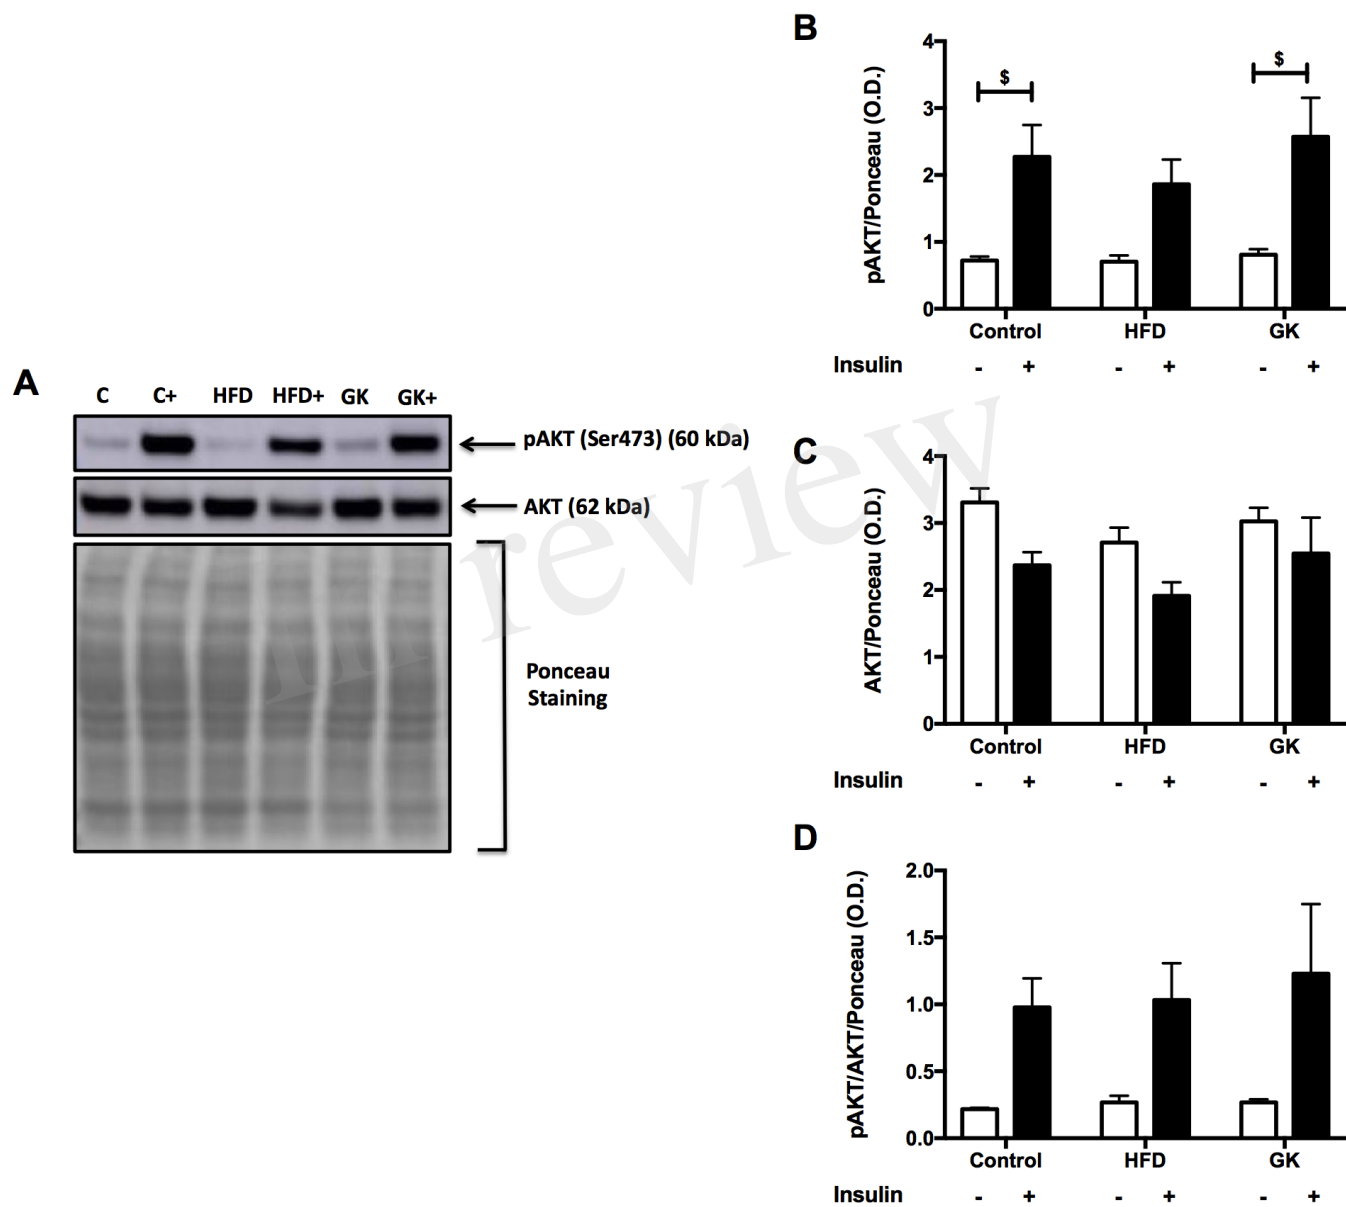 A
C C+ HFD HFD+ GK GK+
pAKT (Ser473) (60 kDa)
AKT (62 kDa)
Ponceau
Staining
B
pAKT/Ponceau (O.D.)
4
3
2
1
0
$ $
Control HFD GK
Insulin - + - + - +
C
AKT/Ponceau (O.D.)
4
3
2
1
0
Control HFD GK
Insulin - + - + - +
D
pAKT/AKT/Ponceau (O.D.)
2.0
1.5
1.0
0.5
0.0
Control HFD GK
Insulin - + - + - +
review